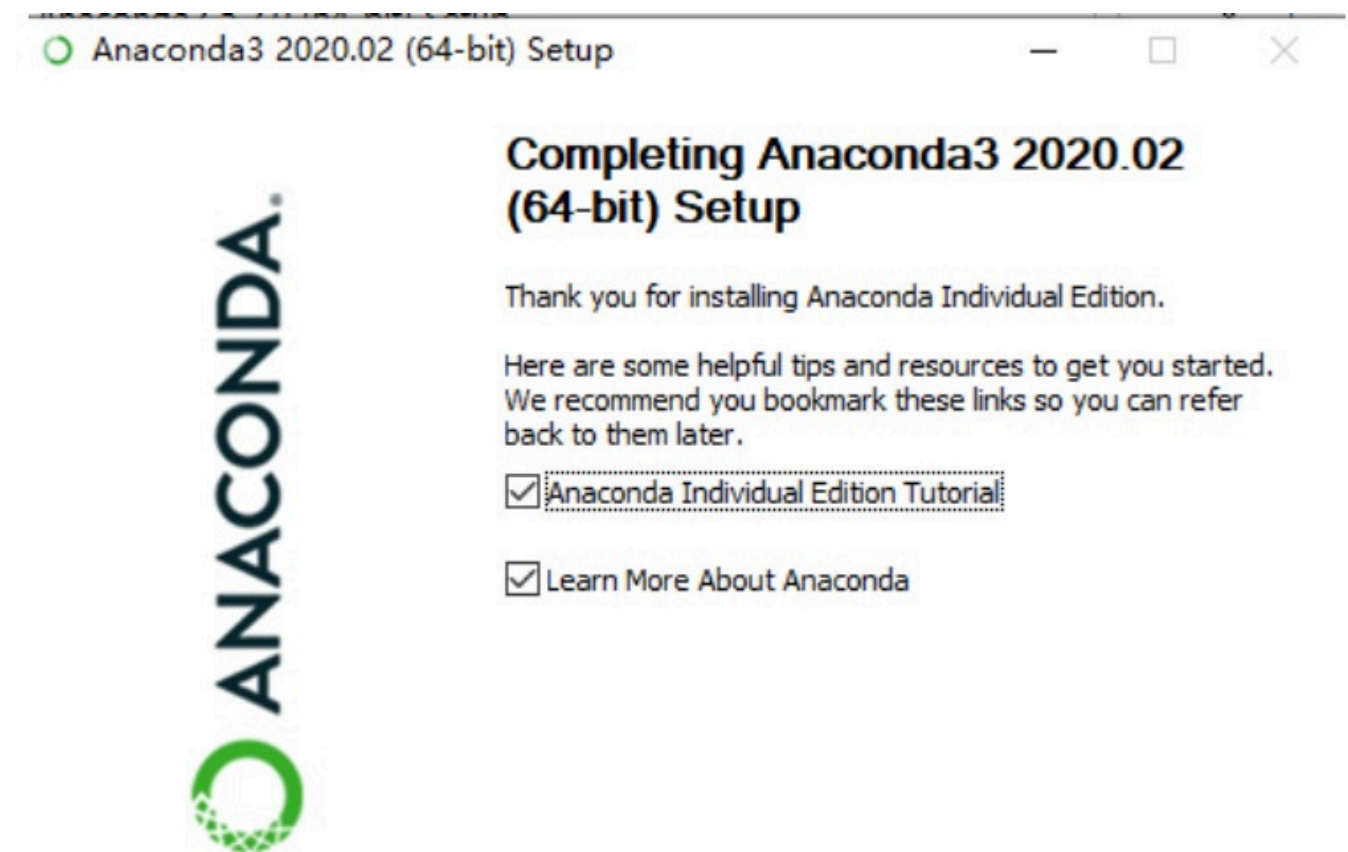 Anaconda3 2020.02 (64-bit) Setup
Completing Anaconda3 2020.02
(64-bit) Setup
Thank you for installing Anaconda Individual Edition.
Here are some helpful tips and resources to get you started.
We recommend you bookmark these links so you can refer
back to them later.
Anaconda Individual Edition Tutorial
Learn More About Anaconda
ANACONDA.